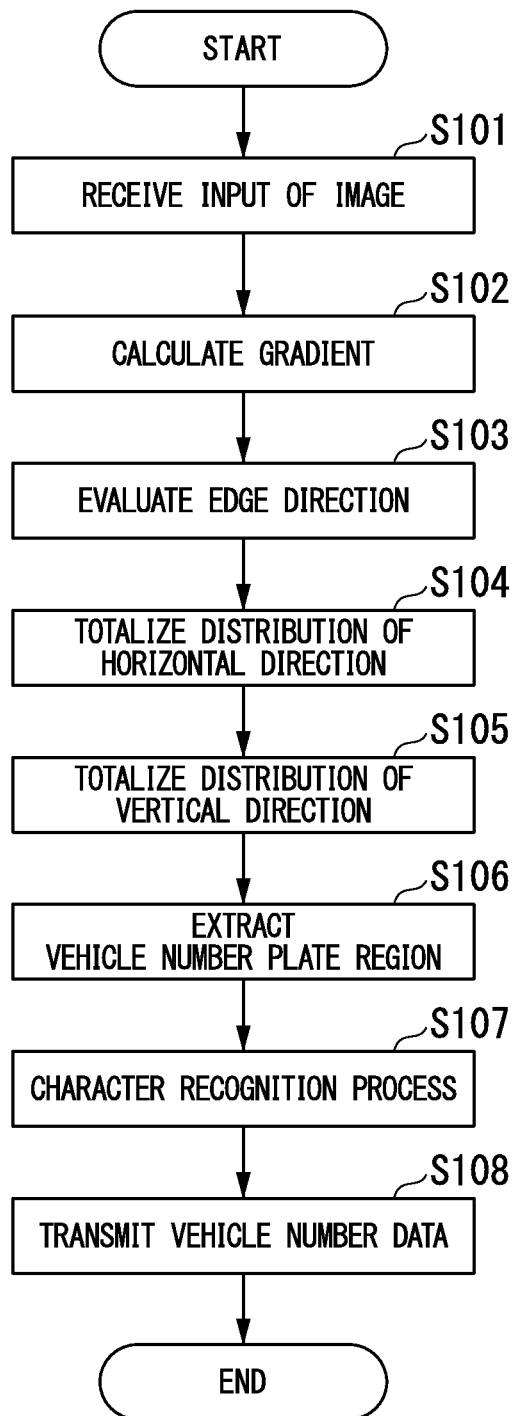 START
S101
RECEIVE INPUT OF IMAGE
S102
CALCULATE GRADIENT
S103
EVALUATE EDGE DIRECTION
S104
TOTALIZE DISTRIBUTION OF
HORIZONTAL DIRECTION
S105
TOTALIZE DISTRIBUTION OF
VERTICAL DIRECTION
S106
EXTRACT
VEHICLE NUMBER PLATE REGION
S107
CHARACTER RECOGNITION PROCESS
S108
TRANSMIT VEHICLE NUMBER DATA
END